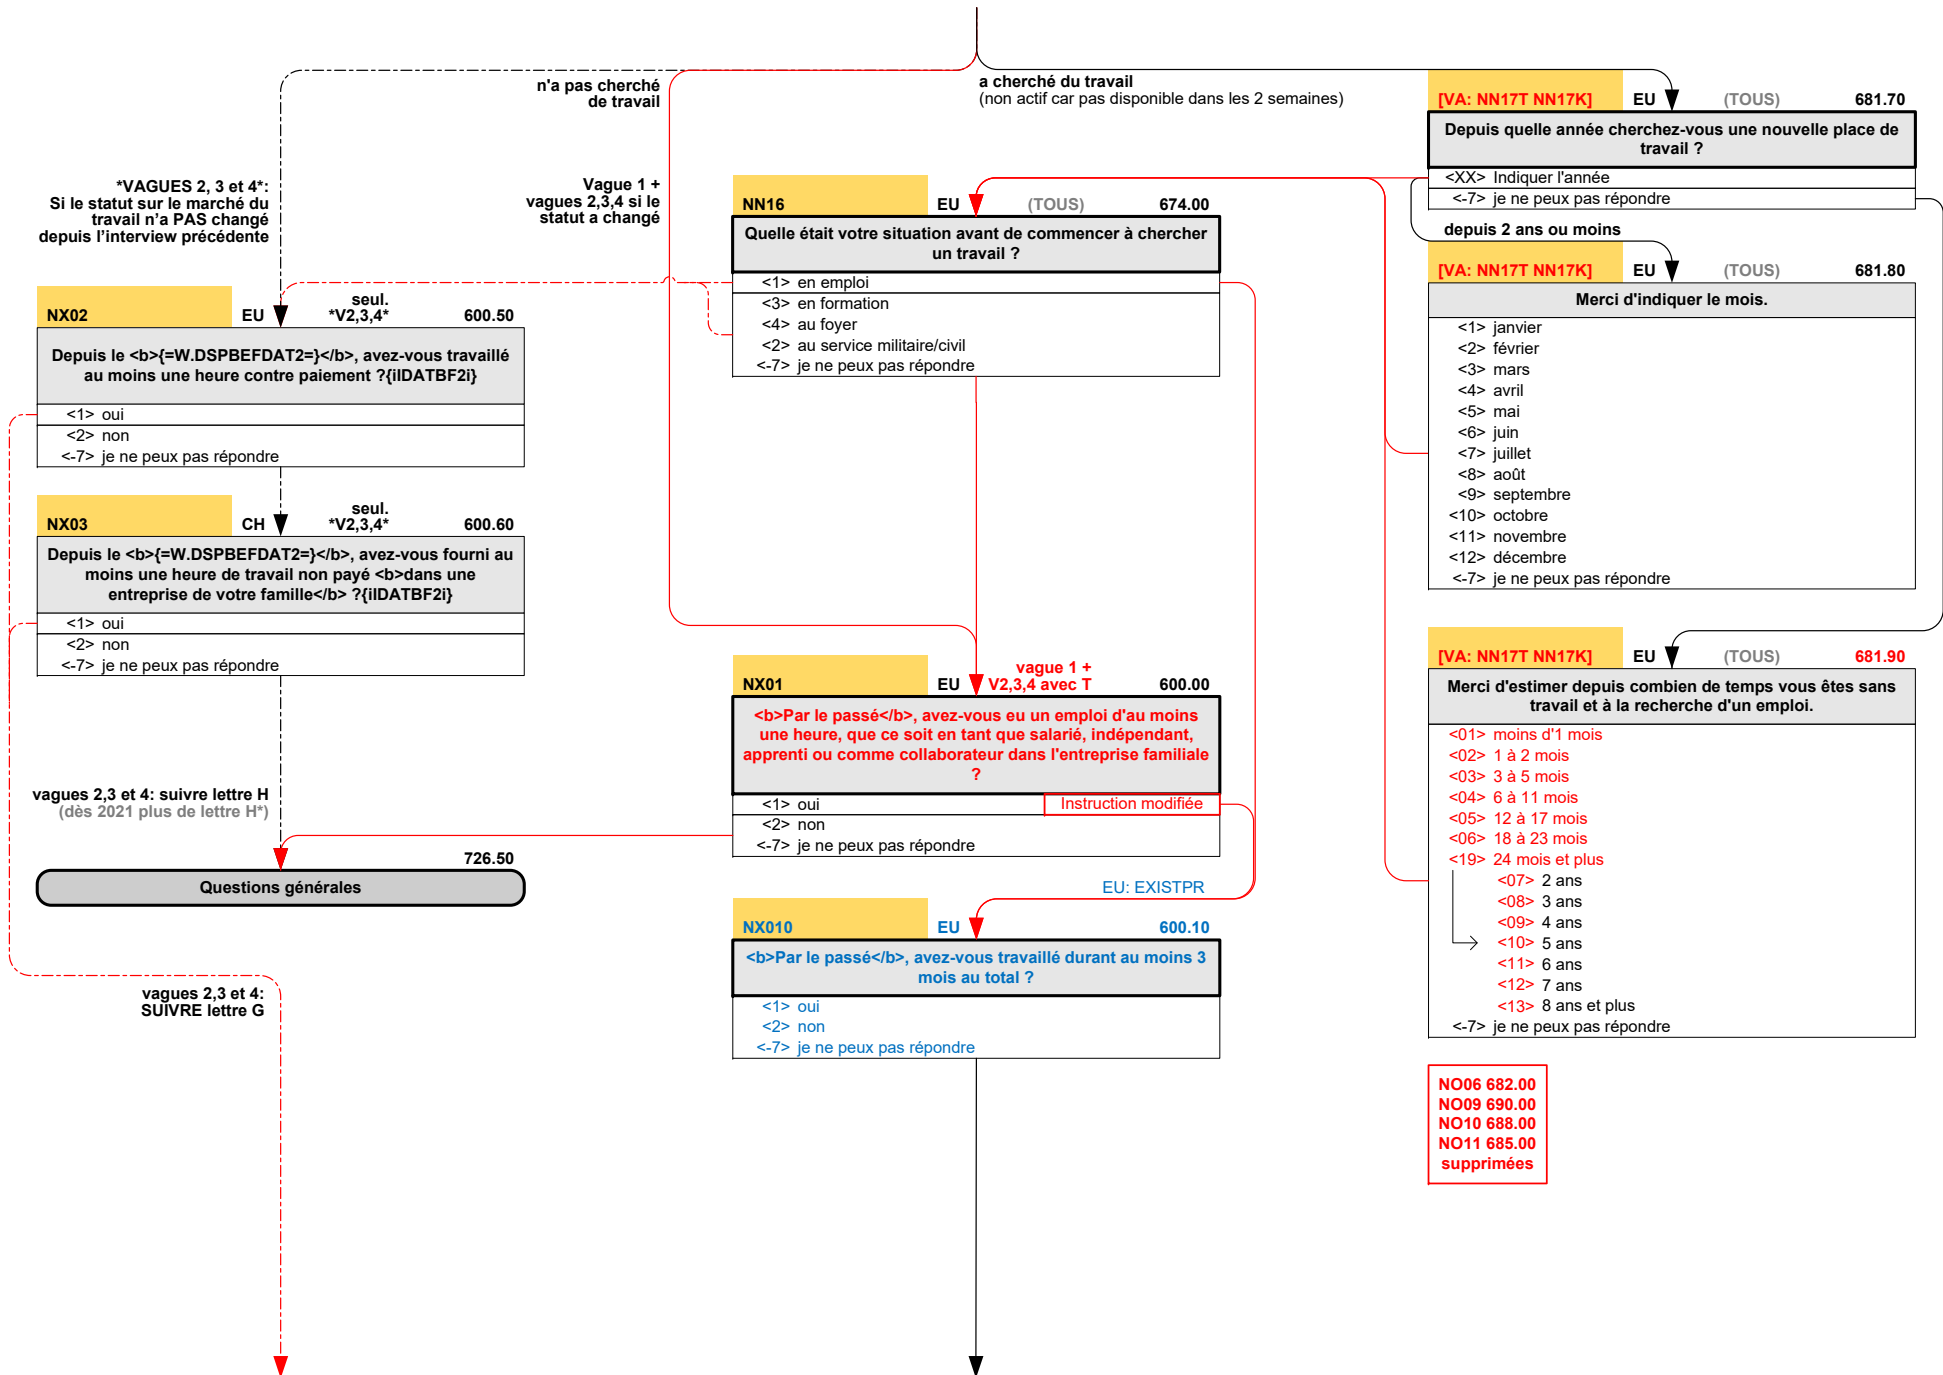 n'a pas cherché
de travail
a cherché du travail
(non actif car pas disponible dans les 2 semaines)
*VAGUES 2, 3 et 4*:
Si le statut sur le marché du
travail n'a PAS changé
depuis l'interview précédente
Vague 1 +
vagues 2,3,4 si le
statut a changé
NX02 EU seul.
*V2,3,4* 600.50
Depuis le <b>{=W.DSPBEFDAT2=}</b>, avez-vous travaillé
au moins une heure contre paiement ?{iIDATBF2i}
<1> oui
<2> non
<-7> je ne peux pas répondre
NX03 CH seul.
*V2,3,4* 600.60
Depuis le <b>{=W.DSPBEFDAT2=}</b>, avez-vous fourni au
moins une heure de travail non payé <b>dans une
entreprise de votre famille</b> ?{iIDATBF2i}
<1> oui
<2> non
<-7> je ne peux pas répondre
vagues 2,3 et 4: suivre lettre H
(dès 2021 plus de lettre H*)
726.50
Questions générales
vagues 2,3 et 4:
SUIVRE lettre G
NN16 EU (TOUS) 674.00
Quelle était votre situation avant de commencer à chercher
un travail ?
<1> en emploi
<3> en formation
<4> au foyer
<2> au service militaire/civil
<-7> je ne peux pas répondre
NX01 EU vague 1 +
V2,3,4 avec T 600.00
<b>Par le passé</b>, avez-vous eu un emploi d'au moins
une heure, que ce soit en tant que salarié, indépendant,
apprenti ou comme collaborateur dans l'entreprise familiale
?
<1> oui Instruction modifiée
<2> non
<-7> je ne peux pas répondre
EU: EXISTPR
NX010 EU 600.10
<b>Par le passé</b>, avez-vous travaillé durant au moins 3
mois au total ?
<1> oui
<2> non
<-7> je ne peux pas répondre
[VA: NN17T NN17K] EU (TOUS) 681.70
Depuis quelle année cherchez-vous une nouvelle place de
travail ?
<XX> Indiquer l'année
<-7> je ne peux pas répondre
depuis 2 ans ou moins
[VA: NN17T NN17K] EU (TOUS) 681.80
Merci d'indiquer le mois.
<1> janvier
<2> février
<3> mars
<4> avril
<5> mai
<6> juin
<7> juillet
<8> août
<9> septembre
<10> octobre
<11> novembre
<12> décembre
<-7> je ne peux pas répondre
[VA: NN17T NN17K] EU (TOUS) 681.90
Merci d'estimer depuis combien de temps vous êtes sans
travail et à la recherche d'un emploi.
<01> moins d'1 mois
<02> 1 à 2 mois
<03> 3 à 5 mois
<04> 6 à 11 mois
<05> 12 à 17 mois
<06> 18 à 23 mois
<19> 24 mois et plus
<07> 2 ans
<08> 3 ans
<09> 4 ans
<10> 5 ans
<11> 6 ans
<12> 7 ans
<13> 8 ans et plus
<-7> je ne peux pas répondre
NO06 682.00
NO09 690.00
NO10 688.00
NO11 685.00
supprimées